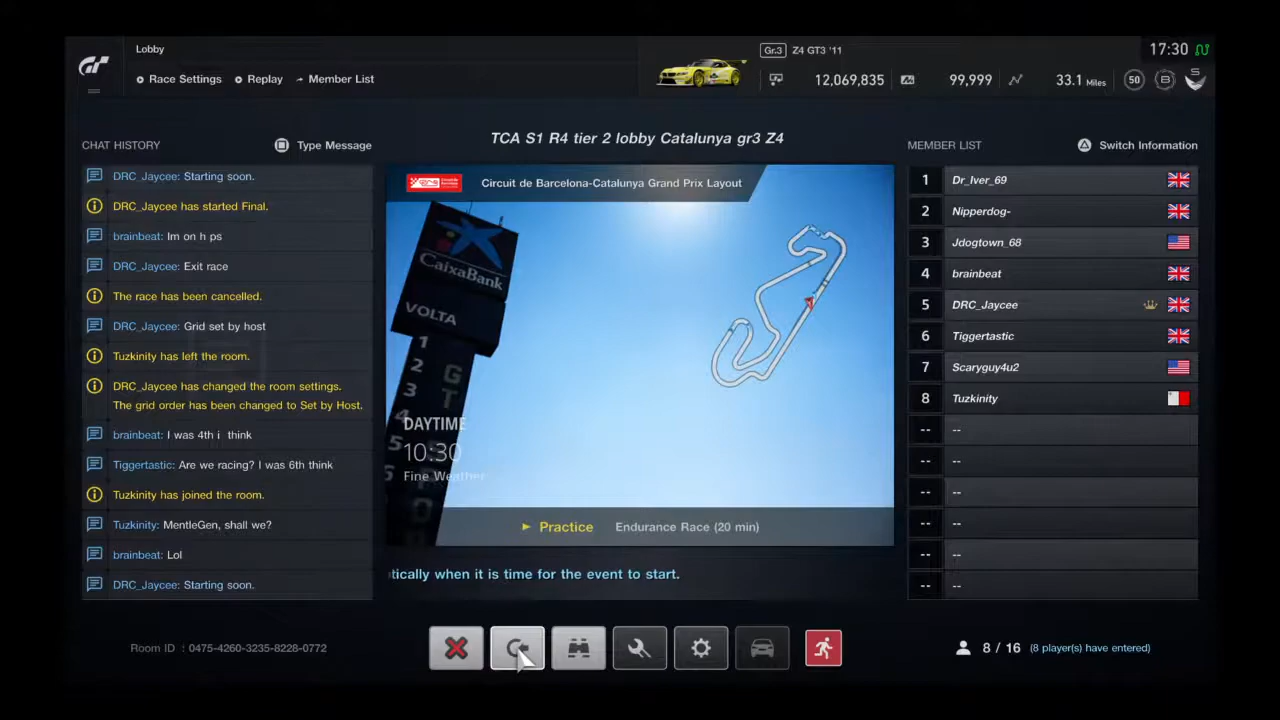 Lobby
Race Settings
Replay
Member List
Gr.3 Z4 GT3 '11
17:30
12,069,835
99,999
33.1 Miles
50
B
S
CHAT HISTORY
Type Message
DRC_Jaycee: Starting soon.
DRC_Jaycee has started Final.
brainbeat: Im on h ps
DRC_Jaycee: Exit race
The race has been cancelled.
DRC_Jaycee: Grid set by host
Tuzkinity has left the room.
DRC_Jaycee has changed the room settings.
The grid order has been changed to Set by Host.
brainbeat: I was 4th i think
Tiggertastic: Are we racing? I was 6th think
Tuzkinity has joined the room.
Tuzkinity: MentleGen, shall we?
brainbeat: Lol
DRC_Jaycee: Starting soon.
TCA S1 R4 tier 2 lobby Catalunya gr3 Z4
Circuit de Barcelona-Catalunya Grand Prix Layout
CaixaBank
VOLTA
1
2
3
4
5
6
G
T
DAYTIME
10:30
Fine Weather
Practice Endurance Race (20 min)
tically when it is time for the event to start.
MEMBER LIST
Switch Information
1 Dr_Iver_69
2 Nipperdog-
3 Jdogtown_68
4 brainbeat
5 DRC_Jaycee
6 Tiggertastic
7 Scaryguy4u2
8 Tuzkinity
-- --
-- --
-- --
-- --
-- --
-- --
Room ID : 0475-4260-3235-8228-0772
8 / 16 (8 player(s) have entered)